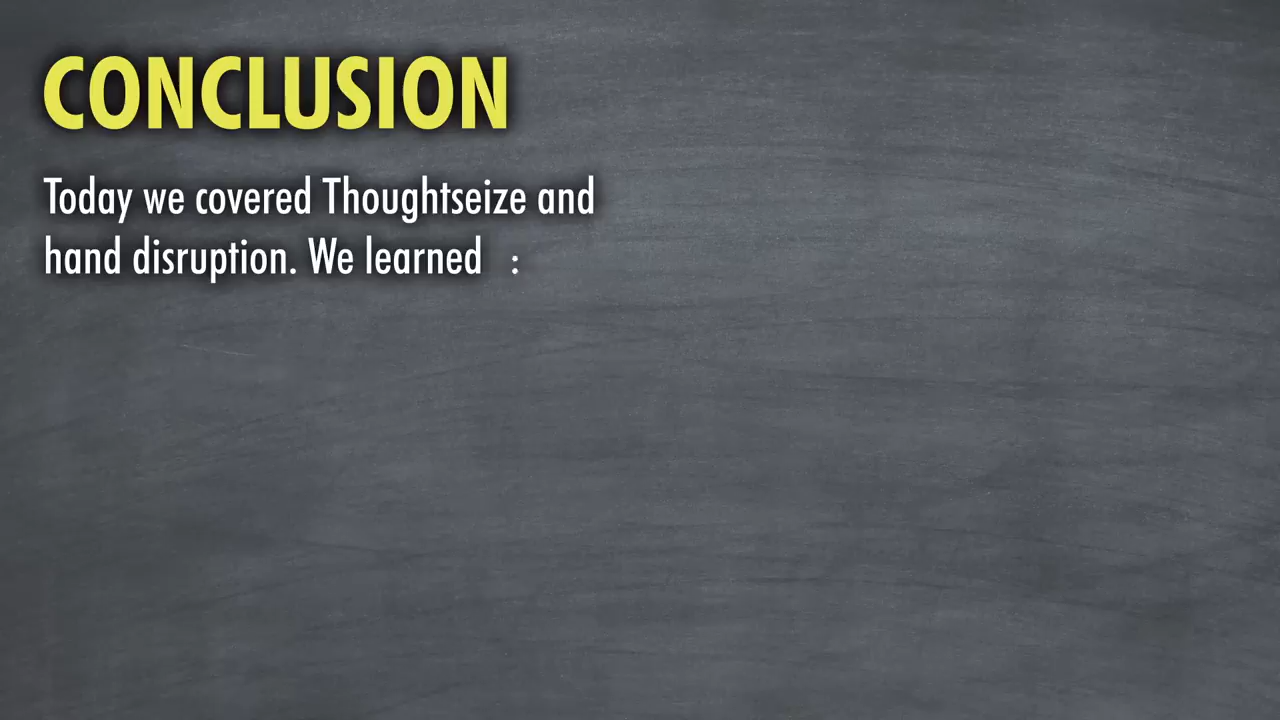 CONCLUSION
Today we covered Thoughtseize and
hand disruption. We learned :